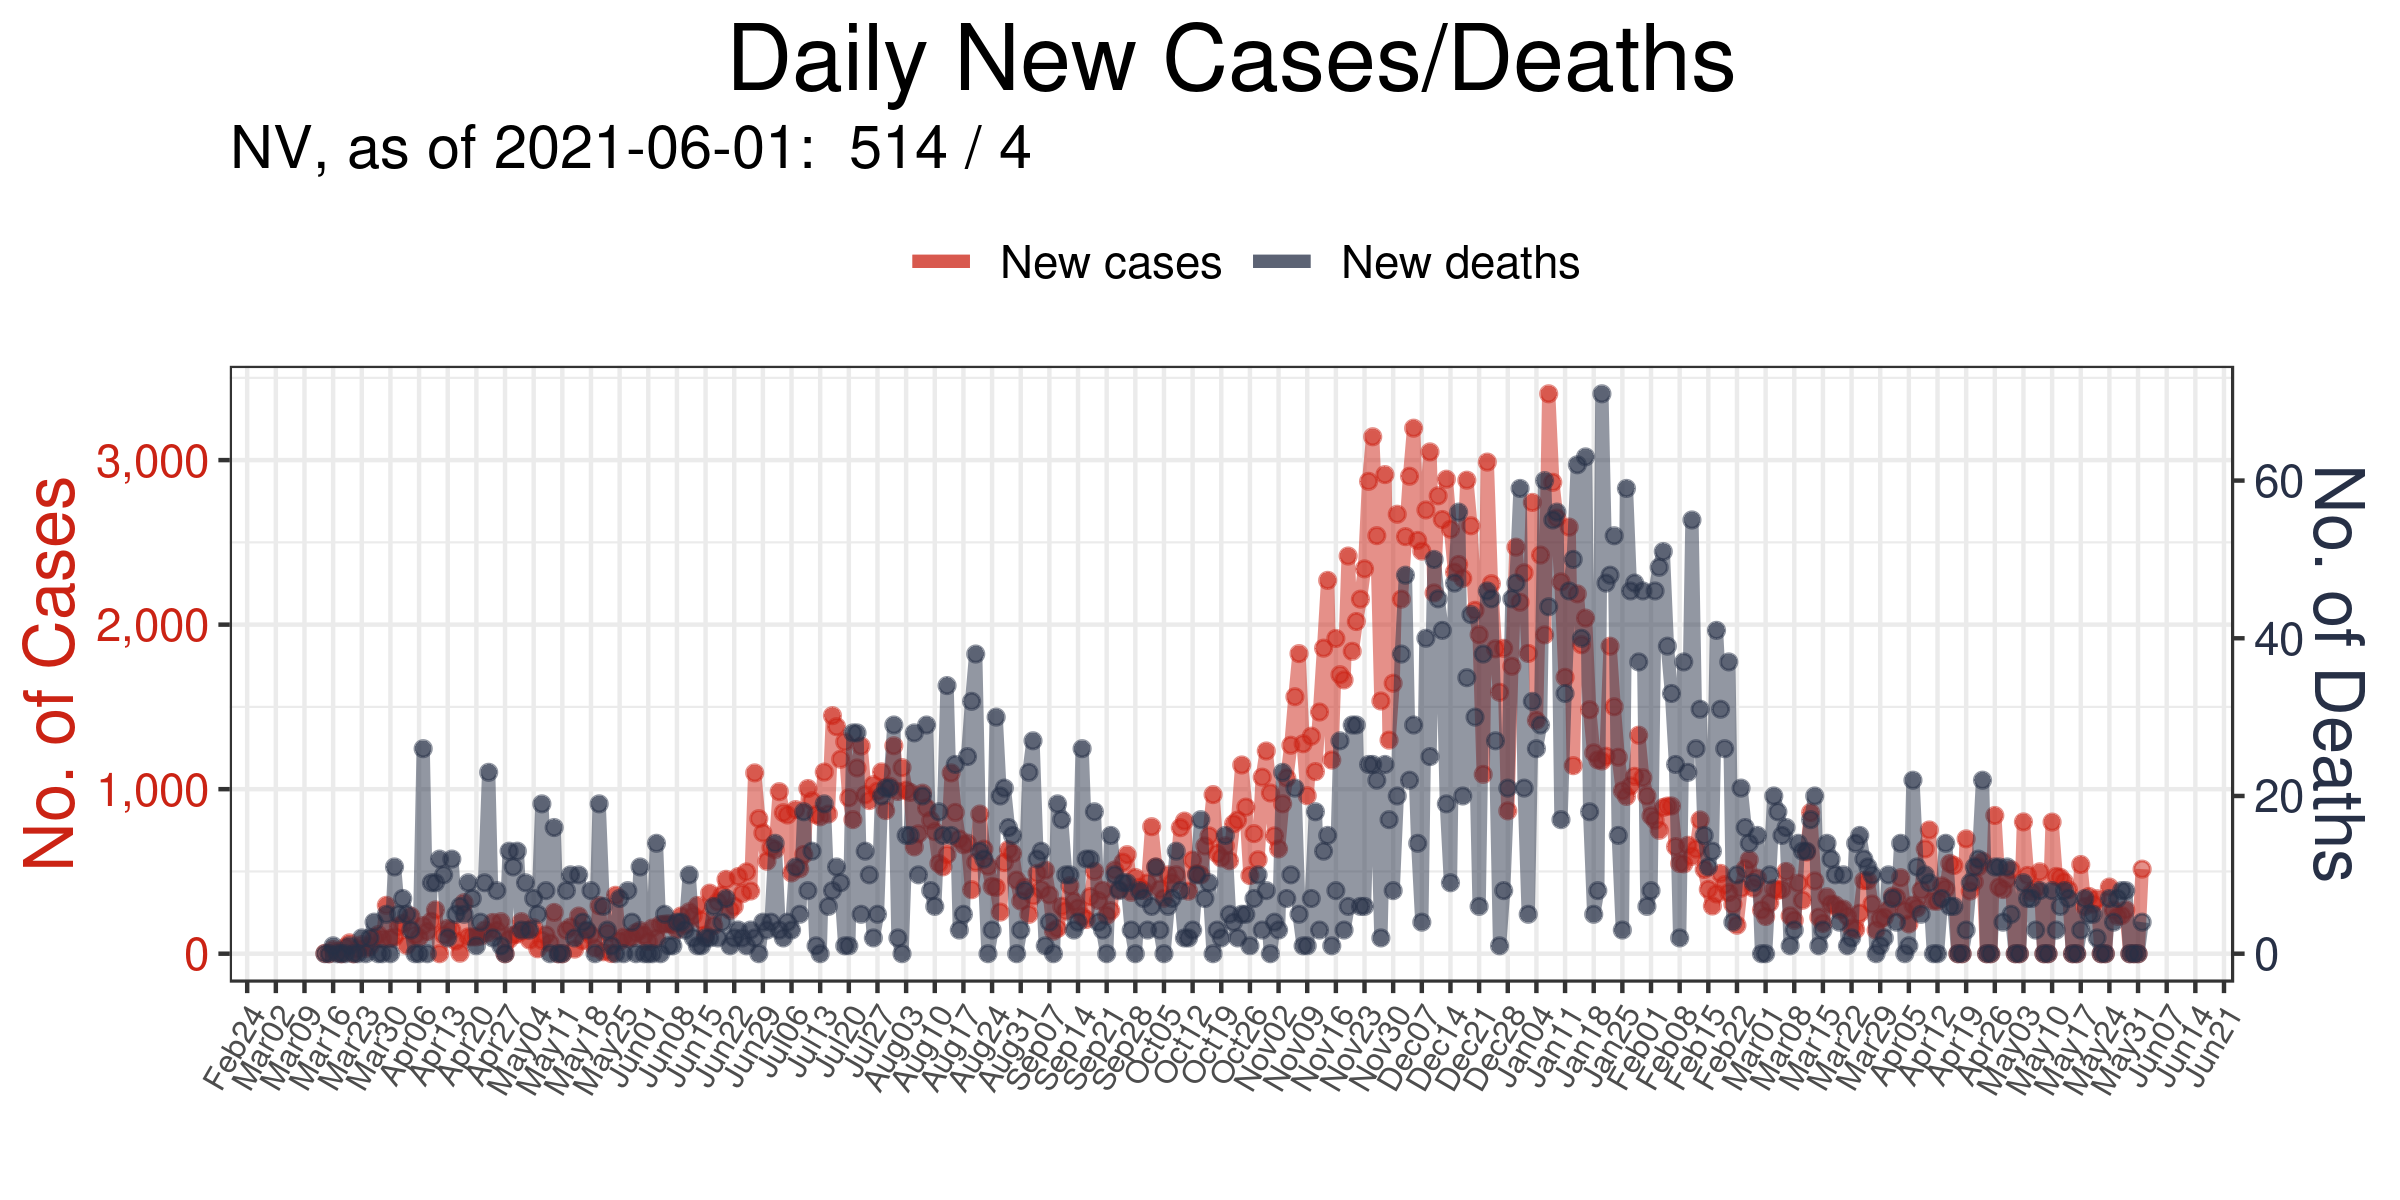 Daily New Cases/Deaths
NV, as of 2021-06-01:  514 / 4
New cases
New deaths
No. of Cases
3,000
2,000
1,000
0
60
40
20
0
No. of Deaths
Feb24
Mar02
Mar09
Mar16
Mar23
Mar30
Apr06
Apr13
Apr20
Apr27
May04
May11
May18
May25
Jun01
Jun08
Jun15
Jun22
Jun29
Jul06
Jul13
Jul20
Jul27
Aug03
Aug10
Aug17
Aug24
Aug31
Sep07
Sep14
Sep21
Sep28
Oct05
Oct12
Oct19
Oct26
Nov02
Nov09
Nov16
Nov23
Nov30
Dec07
Dec14
Dec21
Dec28
Jan04
Jan11
Jan18
Jan25
Feb01
Feb08
Feb15
Feb22
Mar01
Mar08
Mar15
Mar22
Mar29
Apr05
Apr12
Apr19
Apr26
May03
May10
May17
May24
May31
Jun07
Jun14
Jun21